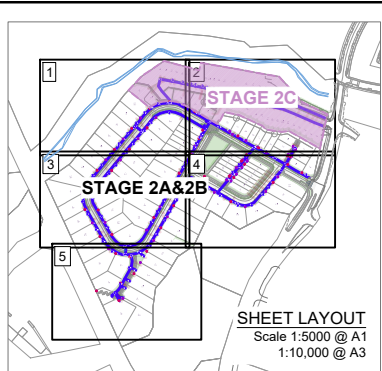 1
2
STAGE 2C
3
4
STAGE 2A&2B
5
SHEET LAYOUT
Scale 1:5000 @ A1
1:10,000 @ A3